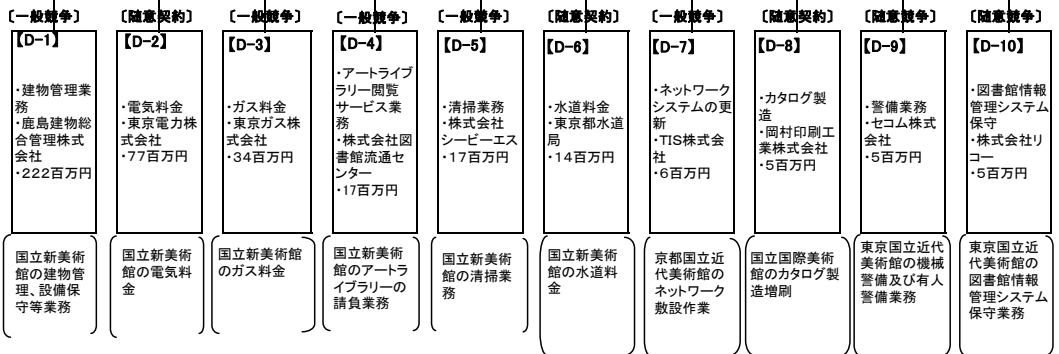 〔一般競争〕
【D-1】
・建物管理業
務
・鹿島建物総
合管理株式
会社
・222百万円
国立新美術
館の建物管
理、設備保
守等業務
〔随意契約〕
【D-2】
・電気料金
・東京電力株
式会社
・77百万円
国立新美術
館の電気料
金
〔一般競争〕
【D-3】
・ガス料金
・東京ガス株
式会社
・34百万円
国立新美術館
のガス料金
〔一般競争〕
【D-4】
・アートライブ
ラリー閲覧
サービス業
務
・株式会社図
書館流通セ
ンター
・17百万円
国立新美術
館のアートラ
イブラリーの
請負業務
〔一般競争〕
【D-5】
・清掃業務
・株式会社
シービーエス
・17百万円
国立新美術
館の清掃業
務
〔随意契約〕
【D-6】
・水道料金
・東京都水道
局
・14百万円
国立新美術
館の水道料
金
〔一般競争〕
【D-7】
・ネットワーク
システムの更
新
・TIS株式会
社
・6百万円
京都国立近
代美術館の
ネットワーク
敷設作業
〔随意契約〕
【D-8】
・カタログ製
造
・岡村印刷工
業株式会社
・5百万円
国立国際美術
館のカタログ製
造増刷
〔随意競争〕
【D-9】
・警備業務
・セコム株式
会社
・5百万円
東京国立近代
美術館の機械
警備及び有人
警備業務
〔随意競争〕
【D-10】
・図書館情報
管理システム
保守
・株式会社リ
コー
・5百万円
東京国立近
代美術館の
図書館情報
管理システム
保守業務